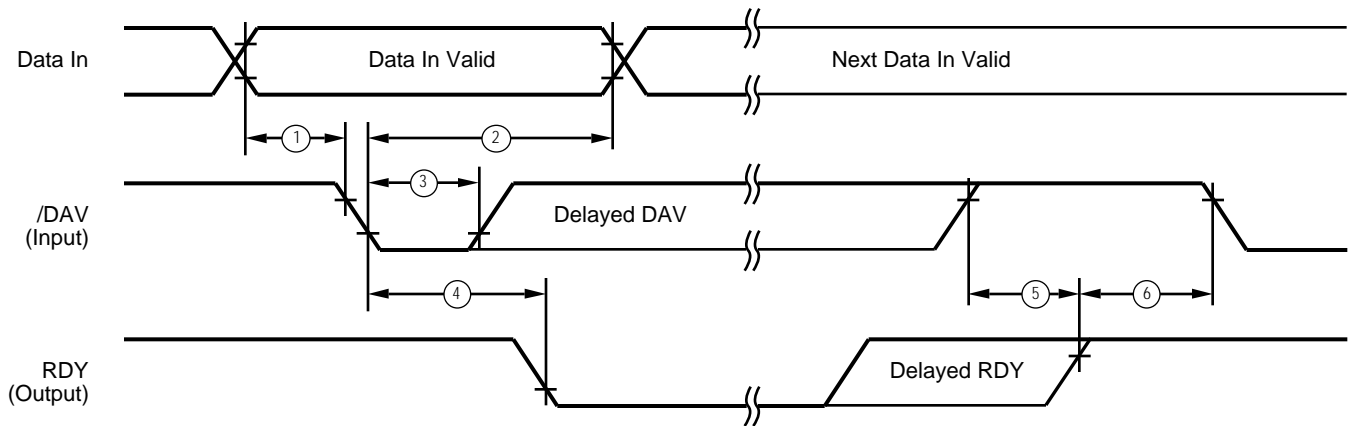 Data In
Data In Valid
Next Data In Valid
1
2
3
/DAV
(Input)
Delayed DAV
4
5
6
RDY
(Output)
Delayed RDY